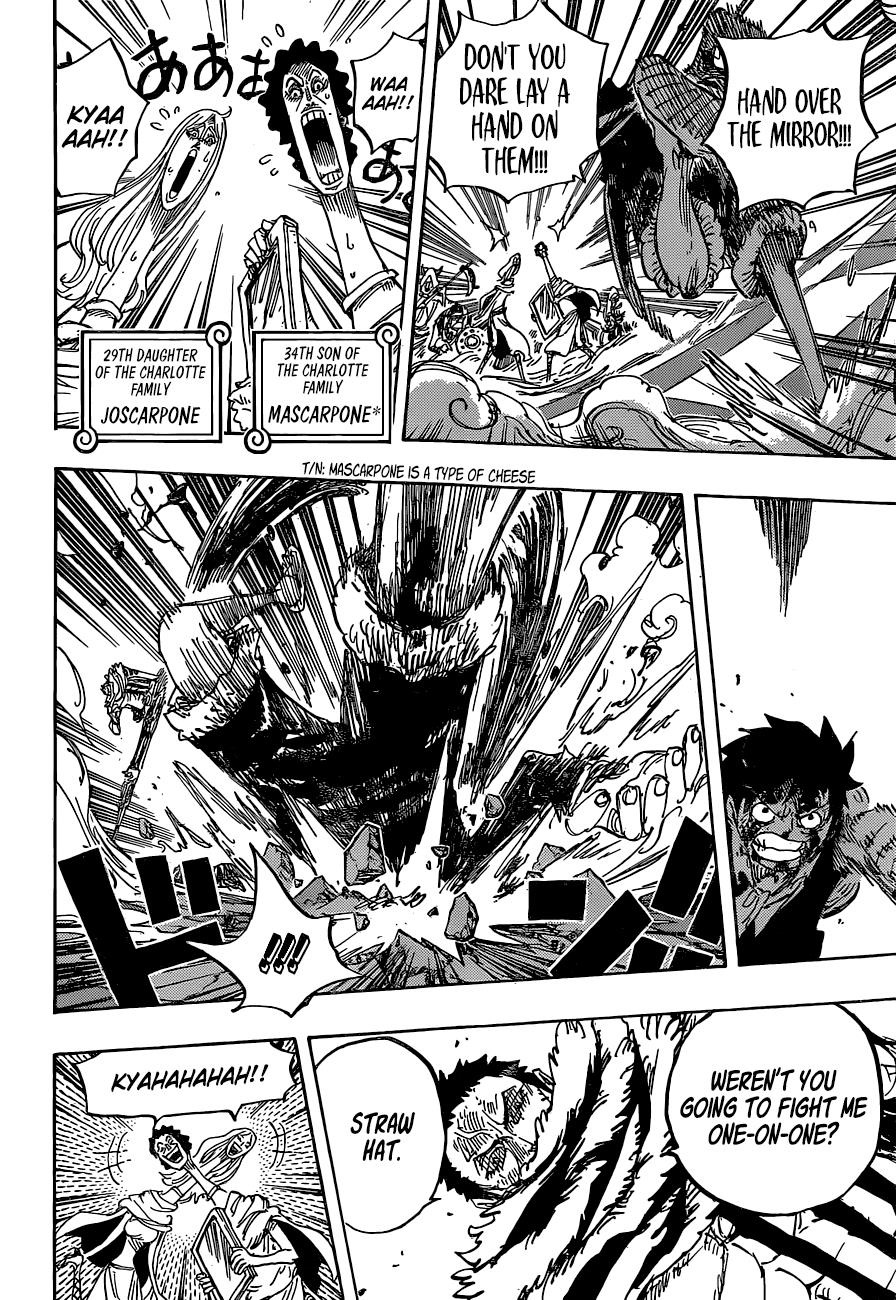 HAND OVER
THE MIRROR!!!
DON'T YOU
DARE LAY A
HAND ON
THEM!!!
WAA
AAH!!
あああ
KYAA
AAH!!
34TH SON OF
THE CHARLOTTE
FAMILY
MASCARPONE*
29TH DAUGHTER
OF THE CHARLOTTE
FAMILY
JOSCARPONE
T/N: MASCARPONE IS A TYPE OF CHEESE
ド
!!!
WEREN'T YOU
GOING TO FIGHT ME
ONE-ON-ONE?
STRAW
HAT.
KYAHAHAHAH!!